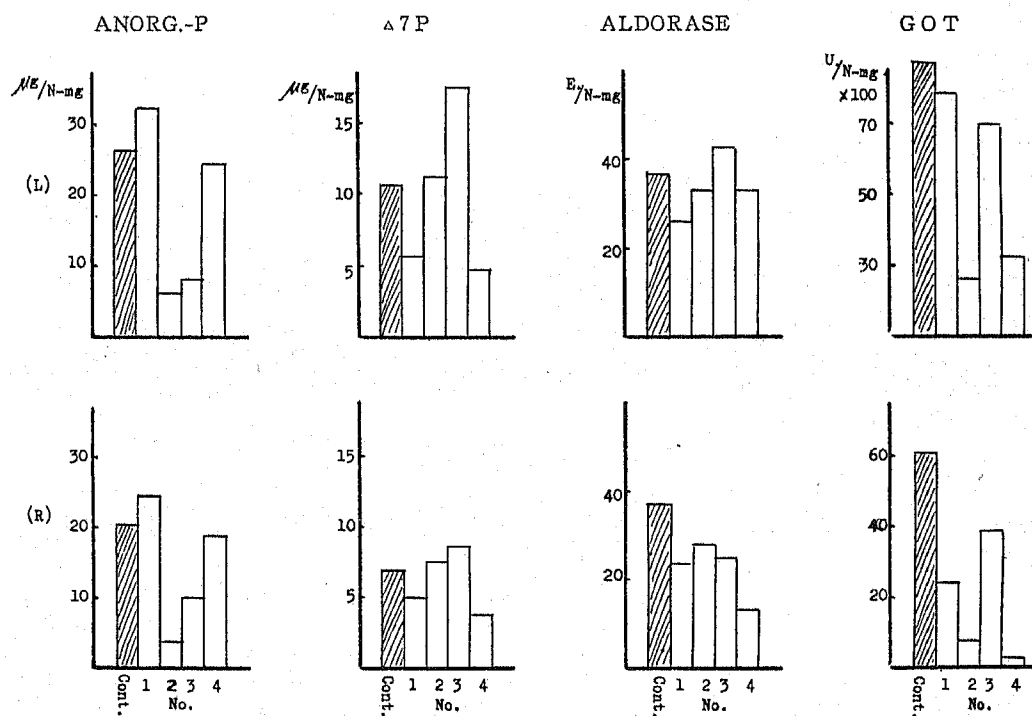 ANORG.-P
Δ7P
ALDORASE
GOT
(L)
μg/N-mg
30
20
10
μg/N-mg
15
10
5
E/N-mg
40
20
U/N-mg
×100
70
50
30
(R)
30
20
10
Cont. 1 2 3 4
No.
15
10
5
Cont. 1 2 3 4
No.
40
20
Cont. 1 2 3 4
No.
60
40
20
Cont. 1 2 3 4
No.